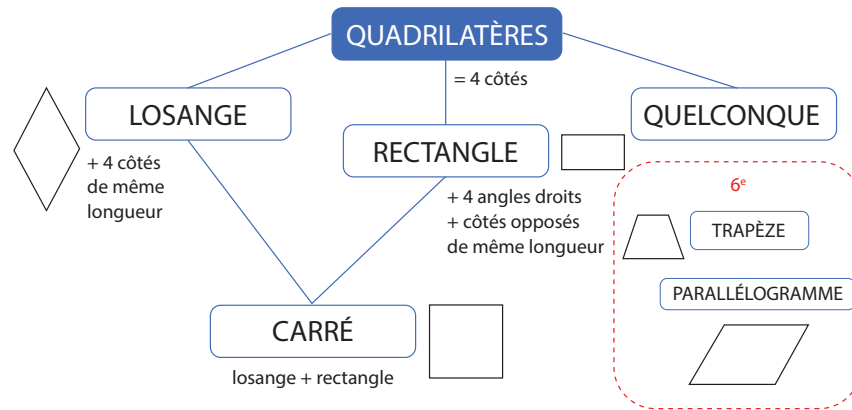 QUADRILATÈRES
= 4 côtés
LOSANGE
+ 4 côtés
de même
longueur
RECTANGLE
+ 4 angles droits
+ côtés opposés
de même longueur
QUELCONQUE
6ᵉ
TRAPÈZE
PARALLÉLOGRAMME
CARRÉ
losange + rectangle